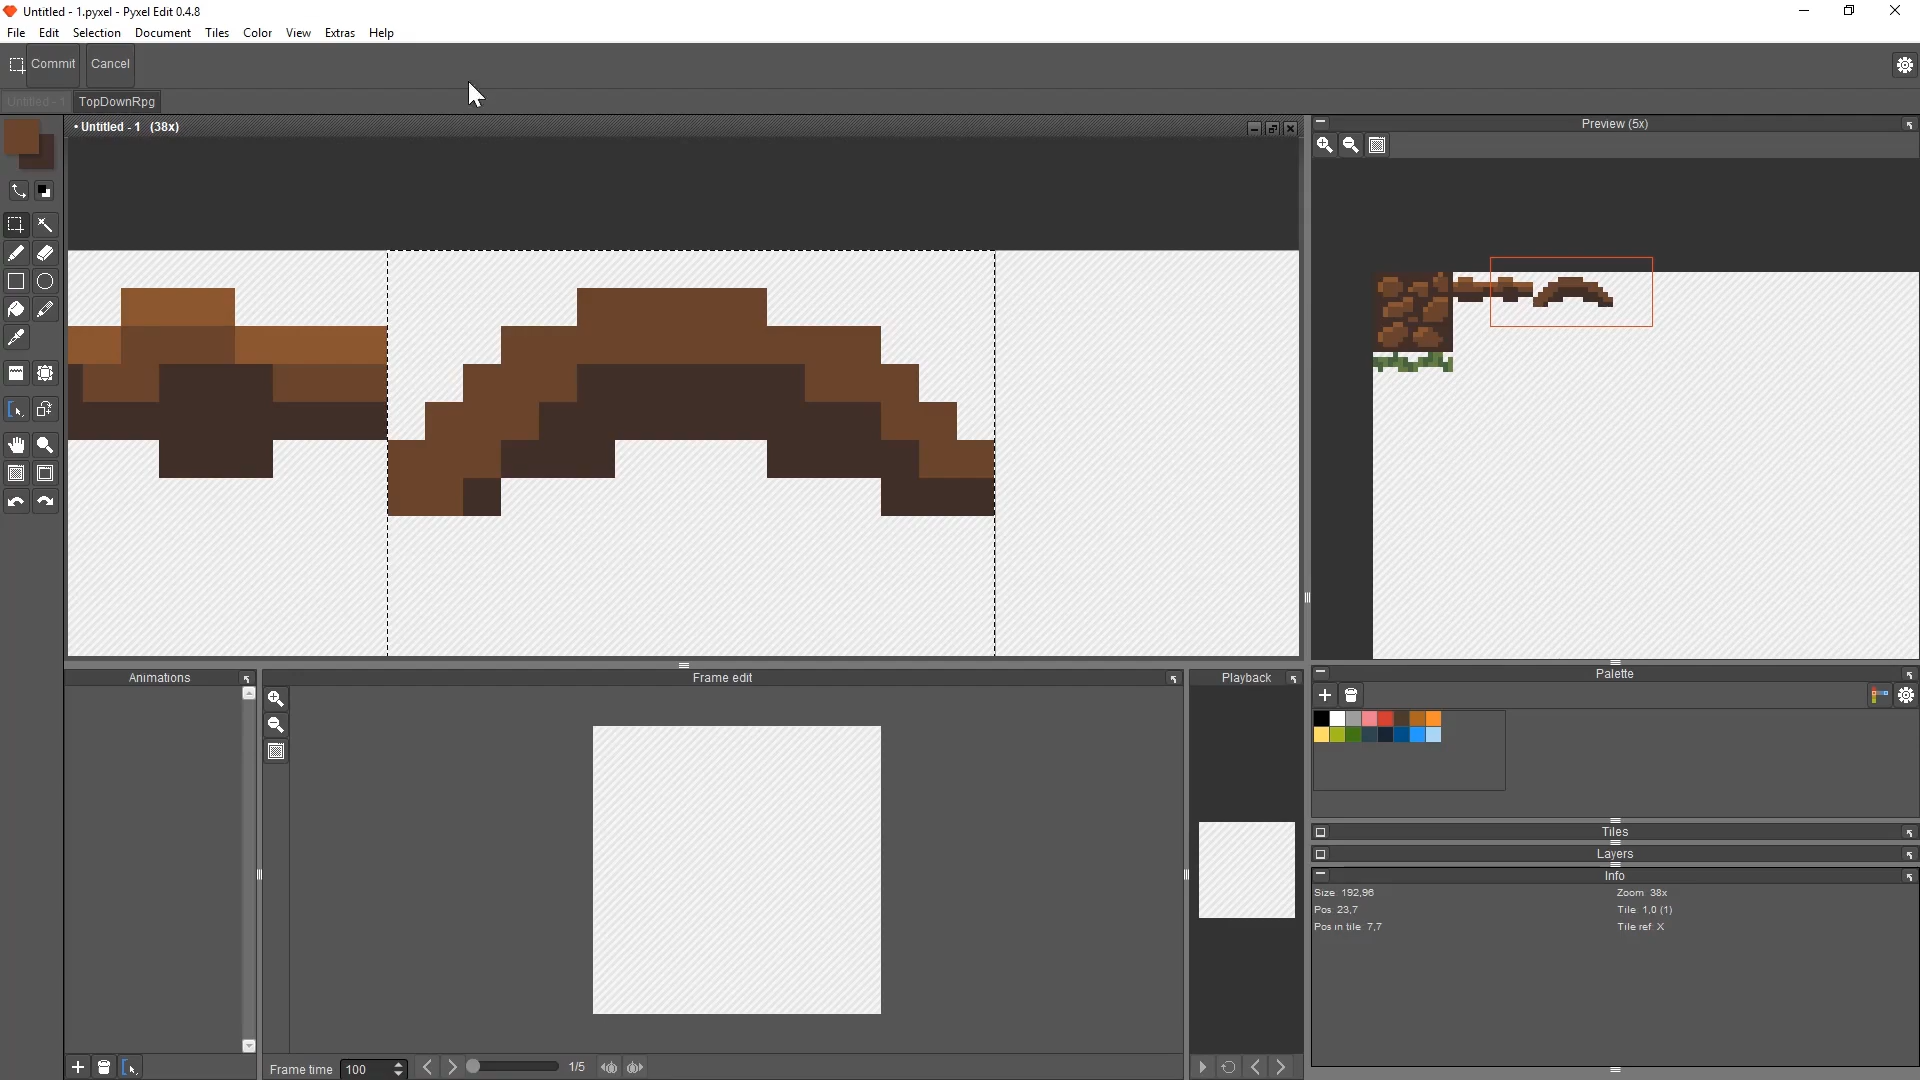 Untitled - 1.pyxel - Pyxel Edit 0.4.8
File Edit Selection Document Tiles Color View Extras Help
Commit Cancel
Untitled - 1 TopDownRpg
• Untitled - 1 (38x)
Preview (5x)
Animations
Frame edit
Playback
Palette
Tiles
Layers
Info
Size 192,96
Zoom 38x
Pos 23,7
Tile 1,0 (1)
Pos in tile 7,7
Tile ref X
Frame time 100
1/5